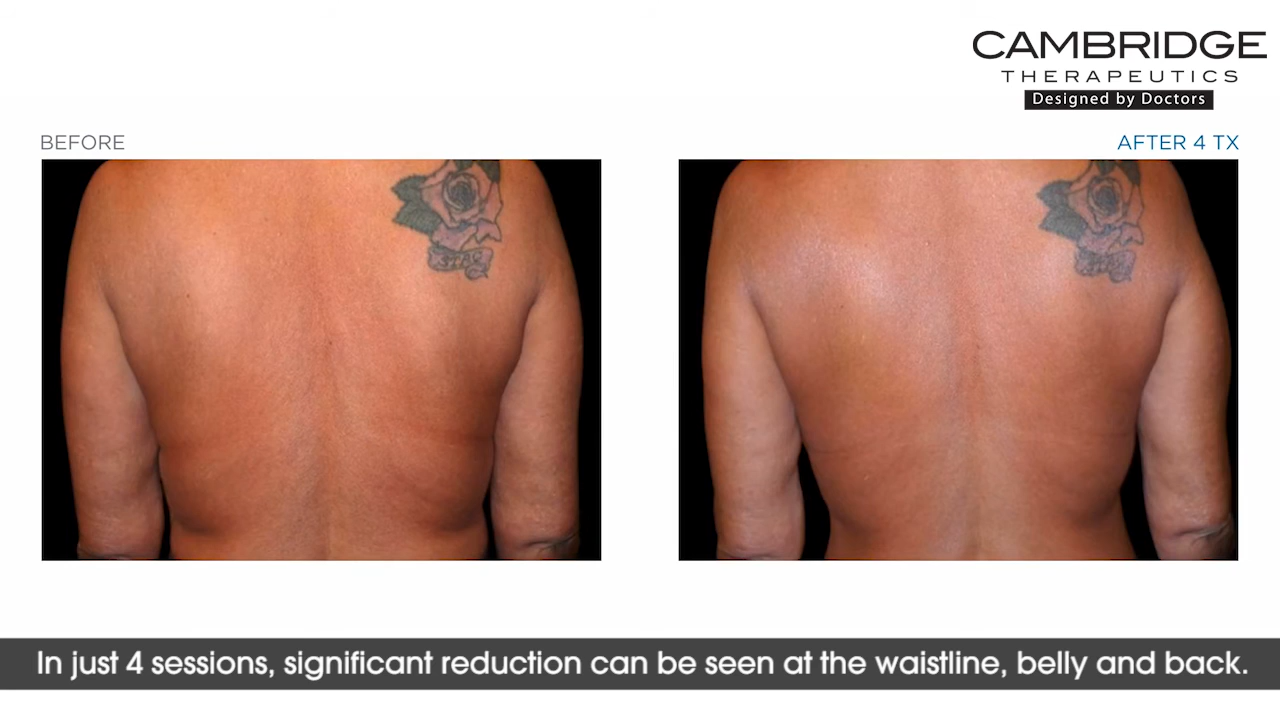 CAMBRIDGE
THERAPEUTICS
Designed by Doctors
BEFORE
AFTER 4 TX
In just 4 sessions, significant reduction can be seen at the waistline, belly and back.